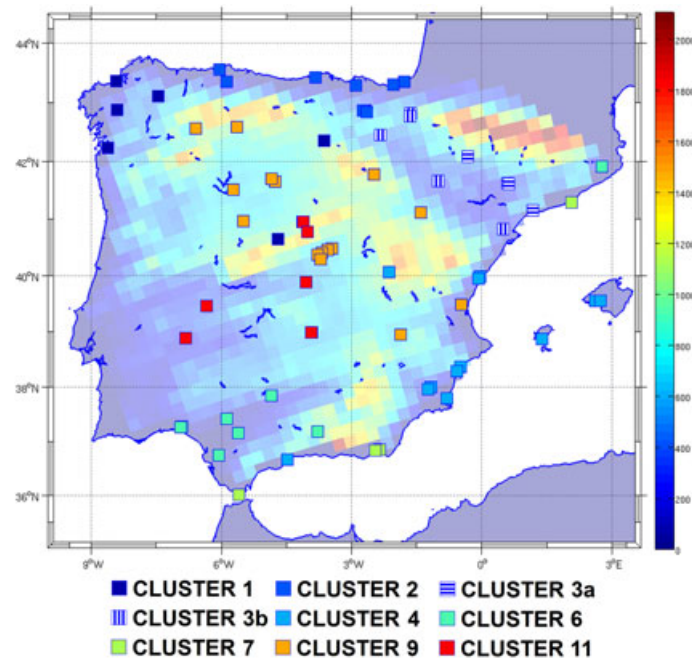 44°N
42°N
40°N
38°N
36°N
9°W 6°W 3°W 0° 3°E
2000
1800
1600
1400
1200
1000
800
600
400
200
0
CLUSTER 1 CLUSTER 2 CLUSTER 3a
CLUSTER 3b CLUSTER 4 CLUSTER 6
CLUSTER 7 CLUSTER 9 CLUSTER 11